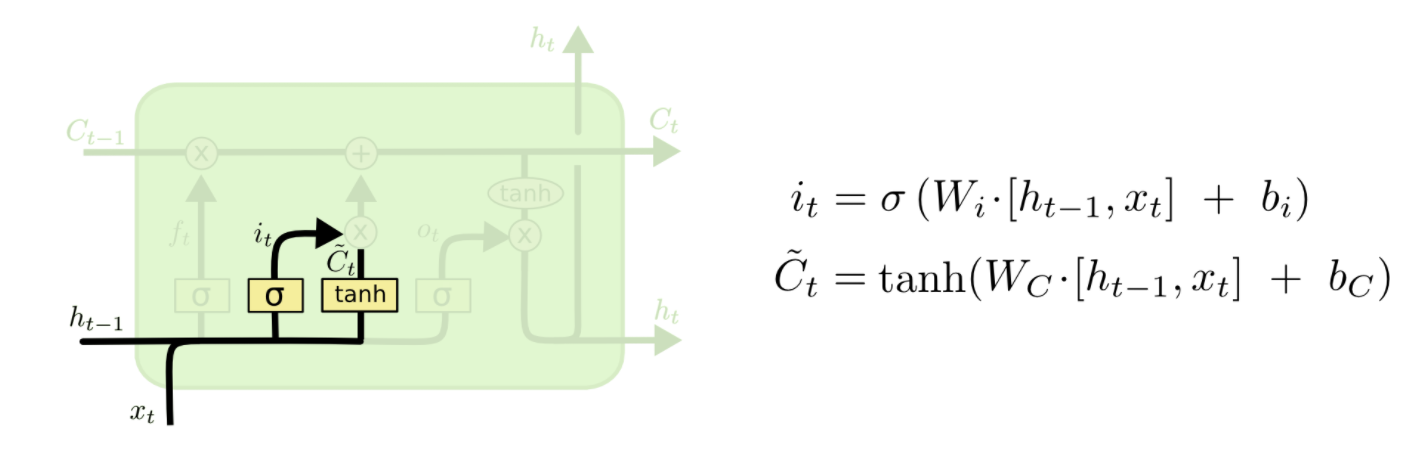 h_t
C_{t-1}
C_t
x
+
tanh
f_t
i_t
x
o_t
x
C̃_t
σ
σ
tanh
σ
h_{t-1}
h_t
x_t
i_t = σ (W_i·[h_{t-1}, x_t] + b_i)
C̃_t = tanh(W_C·[h_{t-1}, x_t] + b_C)